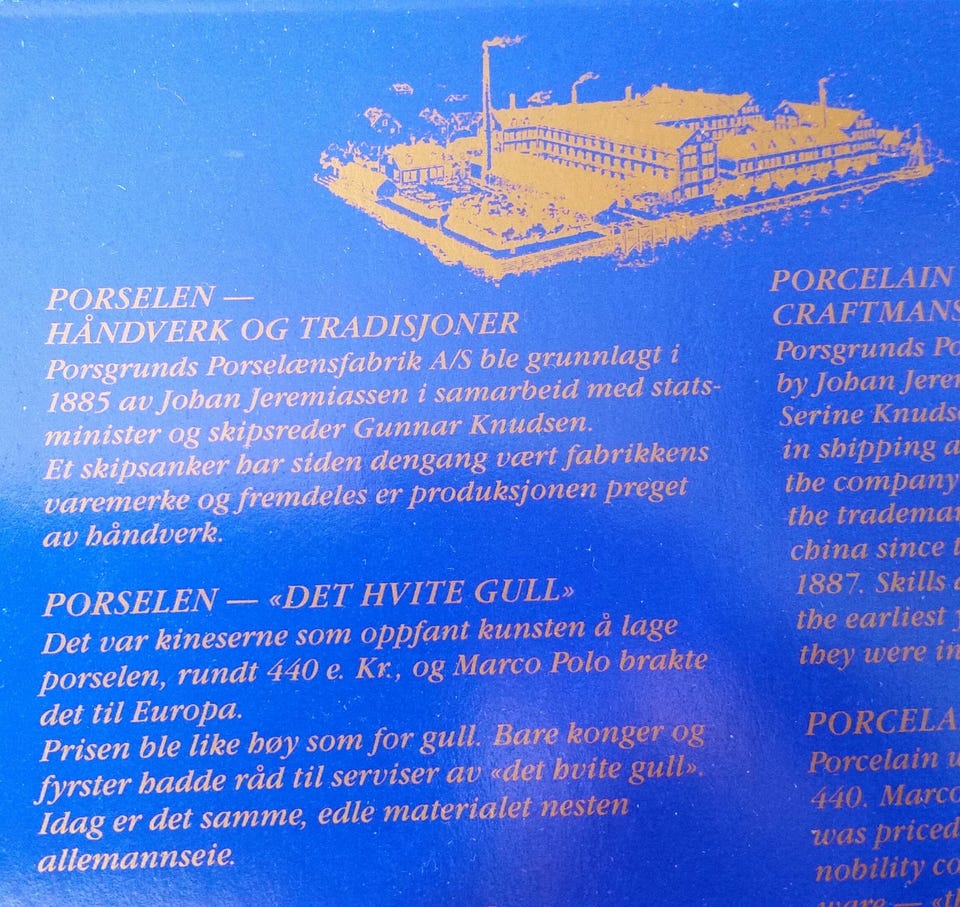 PORSELEN —
HÅNDVERK OG TRADISJONER
Porsgrunds Porselænsfabrik A/S ble grunnlagt i
1885 av Johan Jeremiassen i samarbeid med stats-
minister og skipsreder Gunnar Knudsen.
Et skipsanker har siden dengang vært fabrikkens
varemerke og fremdeles er produksjonen preget
av håndverk.
PORSELEN — «DET HVITE GULL»
Det var kineserne som oppfant kunsten å lage
porselen, rundt 440 e. Kr., og Marco Polo brakte
det til Europa.
Prisen ble like høy som for gull. Bare konger og
fyrster hadde råd til serviser av «det hvite gull».
Idag er det samme, edle materialet nesten
allemannseie.
PORCELAIN
CRAFTMANS
Porsgrunds Po
by Johan Jere
Serine Knuds
in shipping a
the company
the tradema
china since t
1887. Skills
the earliest
they were in
PORCELA
Porcelain
440. Marco
was priced
nobility co
ware —